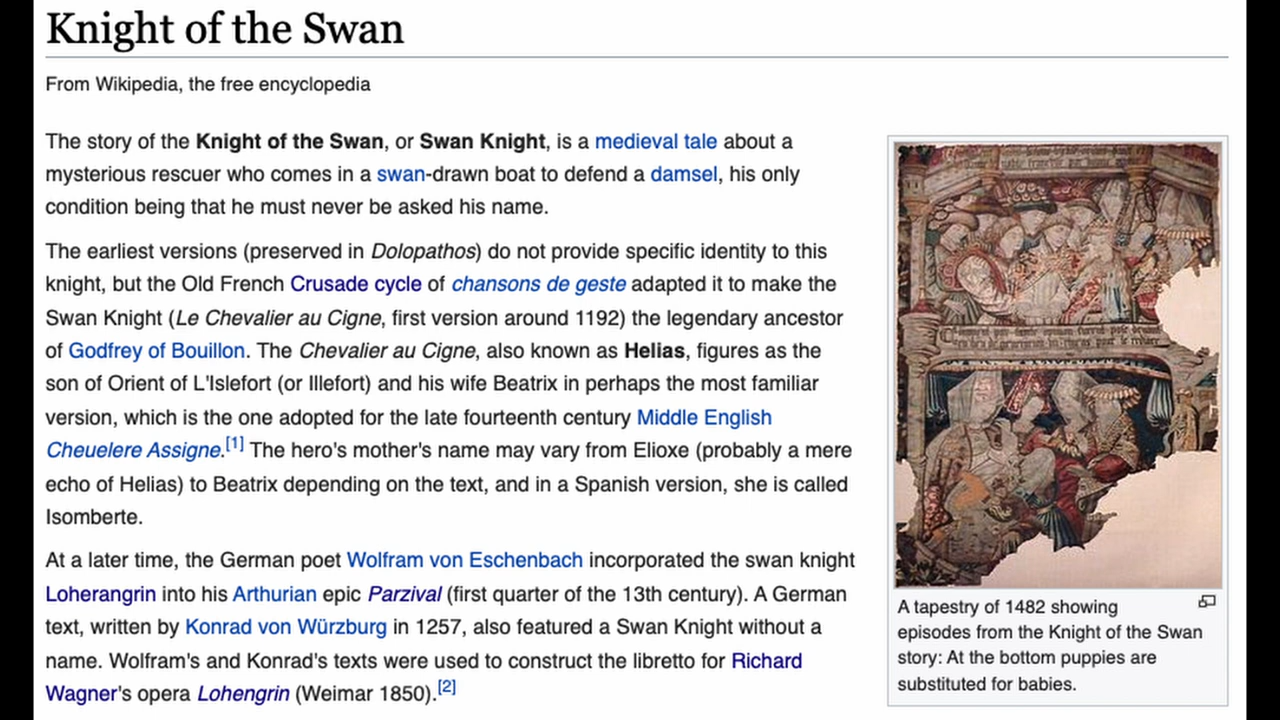 Knight of the Swan
From Wikipedia, the free encyclopedia
The story of the Knight of the Swan, or Swan Knight, is a medieval tale about a
mysterious rescuer who comes in a swan-drawn boat to defend a damsel, his only
condition being that he must never be asked his name.
The earliest versions (preserved in Dolopathos) do not provide specific identity to this
knight, but the Old French Crusade cycle of chansons de geste adapted it to make the
Swan Knight (Le Chevalier au Cigne, first version around 1192) the legendary ancestor
of Godfrey of Bouillon. The Chevalier au Cigne, also known as Helias, figures as the
son of Orient of L'Islefort (or Illefort) and his wife Beatrix in perhaps the most familiar
version, which is the one adopted for the late fourteenth century Middle English
Cheuelere Assigne.[1] The hero's mother's name may vary from Elioxe (probably a mere
echo of Helias) to Beatrix depending on the text, and in a Spanish version, she is called
Isomberte.
At a later time, the German poet Wolfram von Eschenbach incorporated the swan knight
Loherangrin into his Arthurian epic Parzival (first quarter of the 13th century). A German
text, written by Konrad von Würzburg in 1257, also featured a Swan Knight without a
name. Wolfram's and Konrad's texts were used to construct the libretto for Richard
Wagner's opera Lohengrin (Weimar 1850).[2]
A tapestry of 1482 showing
episodes from the Knight of the Swan
story: At the bottom puppies are
substituted for babies.